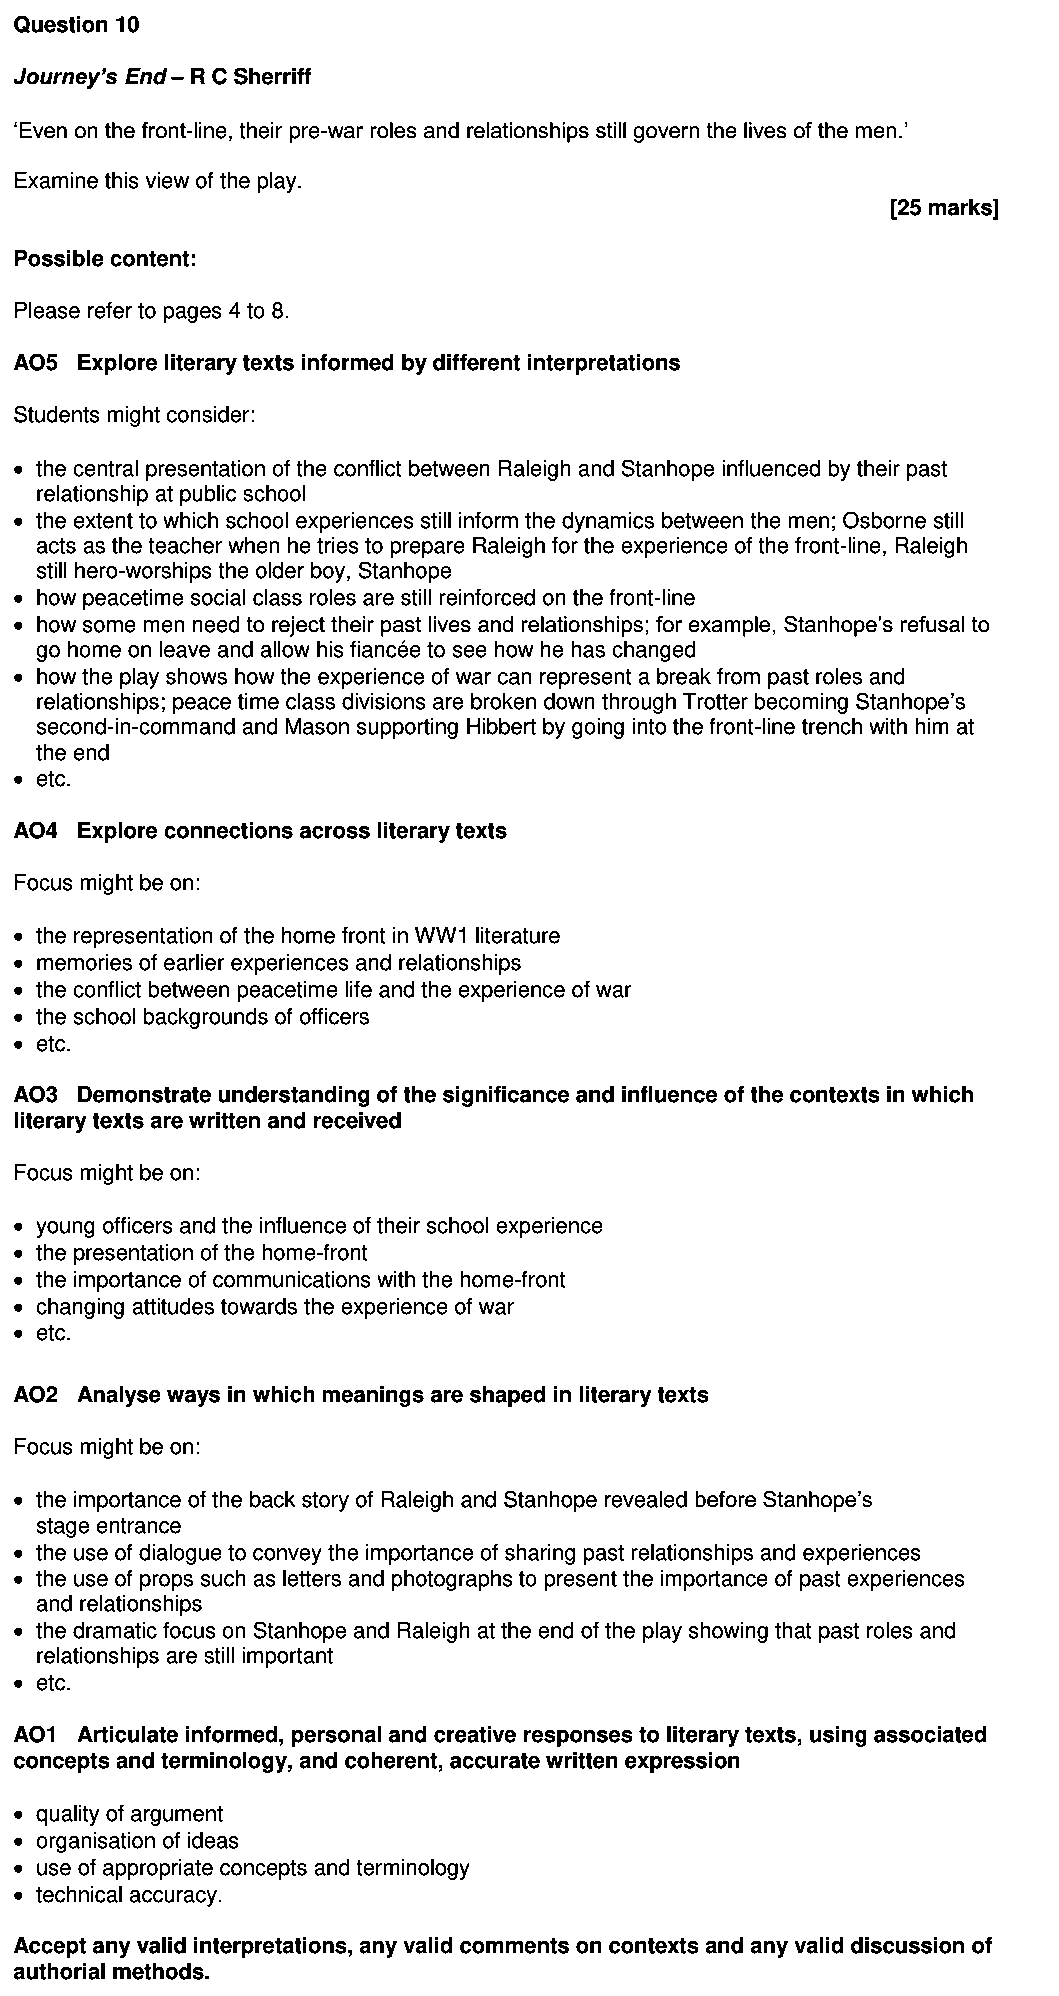 Question 10
Journey's End – R C Sherriff
‘Even on the front-line, their pre-war roles and relationships still govern the lives of the men.’
Examine this view of the play.
[25 marks]
Possible content:
Please refer to pages 4 to 8.
AO5 Explore literary texts informed by different interpretations
Students might consider:
• the central presentation of the conflict between Raleigh and Stanhope influenced by their past
relationship at public school
• the extent to which school experiences still inform the dynamics between the men; Osborne still
acts as the teacher when he tries to prepare Raleigh for the experience of the front-line, Raleigh
still hero-worships the older boy, Stanhope
• how peacetime social class roles are still reinforced on the front-line
• how some men need to reject their past lives and relationships; for example, Stanhope's refusal to
go home on leave and allow his fiancée to see how he has changed
• how the play shows how the experience of war can represent a break from past roles and
relationships; peace time class divisions are broken down through Trotter becoming Stanhope's
second-in-command and Mason supporting Hibbert by going into the front-line trench with him at
the end
• etc.
AO4 Explore connections across literary texts
Focus might be on:
• the representation of the home front in WW1 literature
• memories of earlier experiences and relationships
• the conflict between peacetime life and the experience of war
• the school backgrounds of officers
• etc.
AO3 Demonstrate understanding of the significance and influence of the contexts in which
literary texts are written and received
Focus might be on:
• young officers and the influence of their school experience
• the presentation of the home-front
• the importance of communications with the home-front
• changing attitudes towards the experience of war
• etc.
AO2 Analyse ways in which meanings are shaped in literary texts
Focus might be on:
• the importance of the back story of Raleigh and Stanhope revealed before Stanhope's
stage entrance
• the use of dialogue to convey the importance of sharing past relationships and experiences
• the use of props such as letters and photographs to present the importance of past experiences
and relationships
• the dramatic focus on Stanhope and Raleigh at the end of the play showing that past roles and
relationships are still important
• etc.
AO1 Articulate informed, personal and creative responses to literary texts, using associated
concepts and terminology, and coherent, accurate written expression
• quality of argument
• organisation of ideas
• use of appropriate concepts and terminology
• technical accuracy.
Accept any valid interpretations, any valid comments on contexts and any valid discussion of
authorial methods.